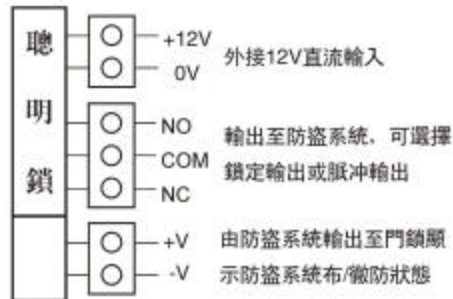 聰明鎖
+12V
0V
外接12V直流輸入
NO
COM
NC
輸出至防盜系統、可選擇
鎖定輸出或脈冲輸出
+V
-V
由防盜系統輸出至門鎖顯
示防盜系統布/徹防狀態